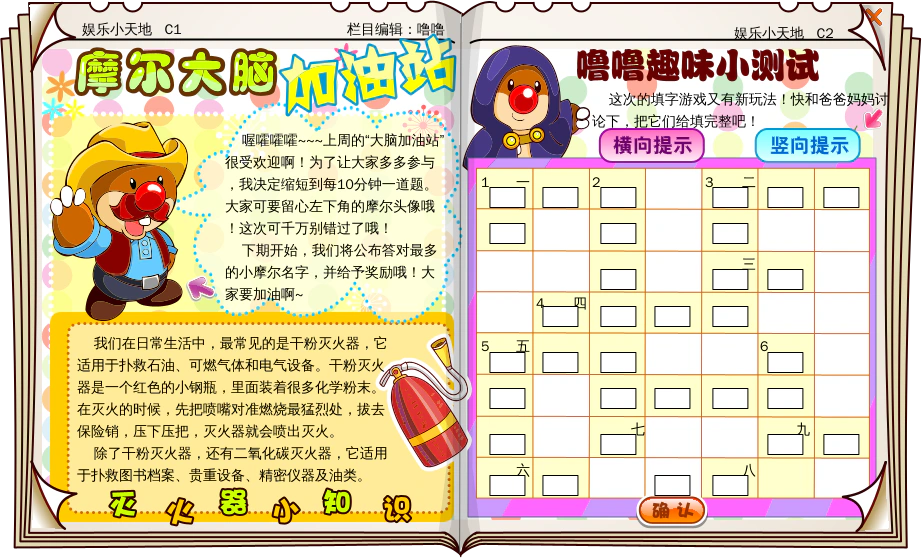 娱乐小天地 C1
栏目编辑：噜噜
摩尔大脑
加油站
喔嚯嚯嚯~~~上周的“大脑加油站”
很受欢迎啊！为了让大家多多参与
，我决定缩短到每10分钟一道题。
大家可要留心左下角的摩尔头像哦
！这次可千万别错过了哦！
下期开始，我们将公布答对最多
的小摩尔名字，并给予奖励哦！大
家要加油啊~
我们在日常生活中，最常见的是干粉灭火器，它
适用于扑救石油、可燃气体和电气设备。干粉灭火
器是一个红色的小钢瓶，里面装着很多化学粉末。
在灭火的时候，先把喷嘴对准燃烧最猛烈处，拔去
保险销，压下压把，灭火器就会喷出灭火。
除了干粉灭火器，还有二氧化碳灭火器，它适用
于扑救图书档案、贵重设备、精密仪器及油类。
灭火器小知识
娱乐小天地 C2
噜噜趣味小测试
这次的填字游戏又有新玩法！快和爸爸妈妈讨
论下，把它们给填完整吧！
横向提示
竖向提示
1 一 2 3 二
三
4 四
5 五 6
七 九
六 八
确认